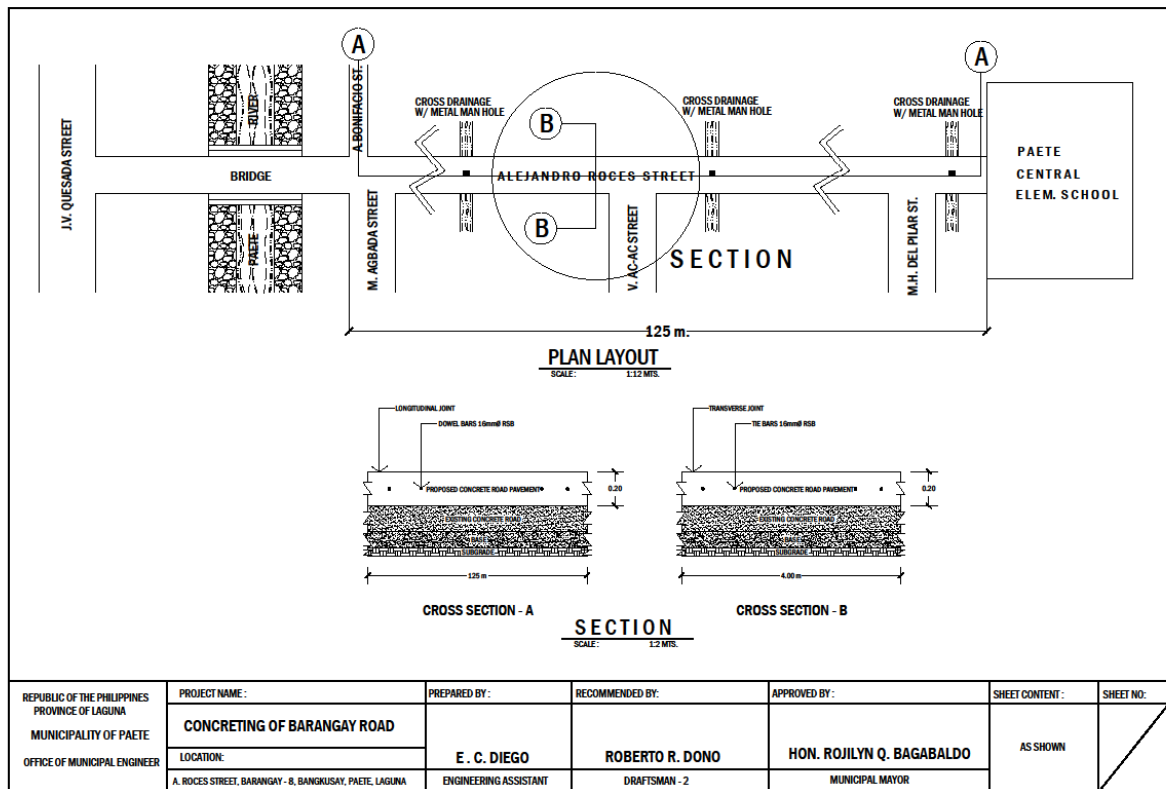 A
A
J.V. QUESADA STREET
RIVER
A.BONIFACIO ST.
CROSS DRAINAGE
W/ METAL MAN HOLE
B
CROSS DRAINAGE
W/ METAL MAN HOLE
CROSS DRAINAGE
W/ METAL MAN HOLE
BRIDGE
ALEJANDRO ROCES STREET
PAETE
CENTRAL
ELEM. SCHOOL
PAETE
M. AGBADA STREET
B
V. AC-AC STREET
SECTION
M.H. DEL PILAR ST.
125 m.
PLAN LAYOUT
SCALE : 1:12 MTS.
LONGITUDINAL JOINT
DOWEL BARS 16mmØ RSB
PROPOSED CONCRETE ROAD PAVEMENT
0.20
EXISTING CONCRETE ROAD
BASE
SUBGRADE
125 m
CROSS SECTION - A
TRANSVERSE JOINT
TIE BARS 16mmØ RSB
PROPOSED CONCRETE ROAD PAVEMENT
0.20
EXISTING CONCRETE ROAD
BASE
SUBGRADE
4.00 m
CROSS SECTION - B
SECTION
SCALE : 1:2 MTS.
REPUBLIC OF THE PHILIPPINES
PROVINCE OF LAGUNA
MUNICIPALITY OF PAETE
OFFICE OF MUNICIPAL ENGINEER
PROJECT NAME :
CONCRETING OF BARANGAY ROAD
LOCATION:
A. ROCES STREET, BARANGAY - 8, BANGKUSAY, PAETE, LAGUNA
PREPARED BY :
E . C. DIEGO
ENGINEERING ASSISTANT
RECOMMENDED BY:
ROBERTO R. DONO
DRAFTSMAN - 2
APPROVED BY :
HON. ROJILYN Q. BAGABALDO
MUNICIPAL MAYOR
SHEET CONTENT :
AS SHOWN
SHEET NO: